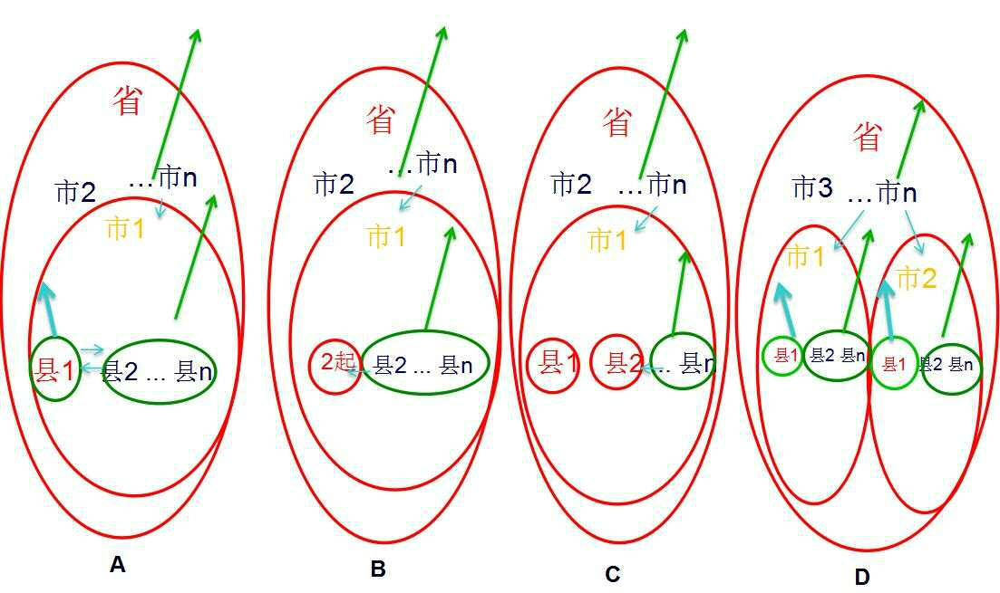 省
市2 …市n
市1
县1 县2 ... 县n
A
省
市2 …市n
市1
2起 县2 ... 县n
B
省
市2 …市n
市1
县1 县2 ... 县n
C
省
市3 …市n
市1 市2
县1 县2 县n 县1 县2 县n
D